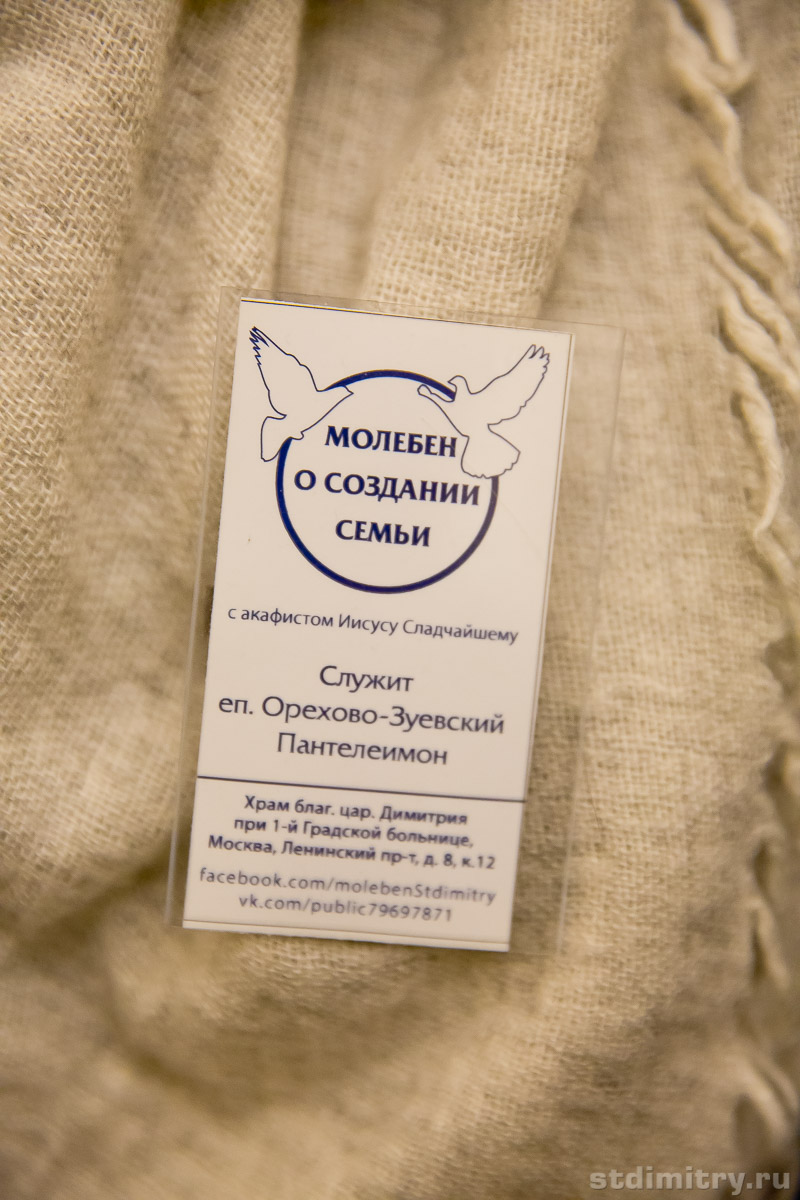 МОЛЕБЕН
О СОЗДАНИИ
СЕМЬИ
с акафистом Иисусу Сладчайшему
Служит
еп. Орехово-Зуевский
Пантелеимон
Храм благ. цар. Димитрия
при 1-й Градской больнице,
Москва, Ленинский пр-т, д. 8, к.12
facebook.com/molebenStdimitry
vk.com/public79697871
stdimitry.ru